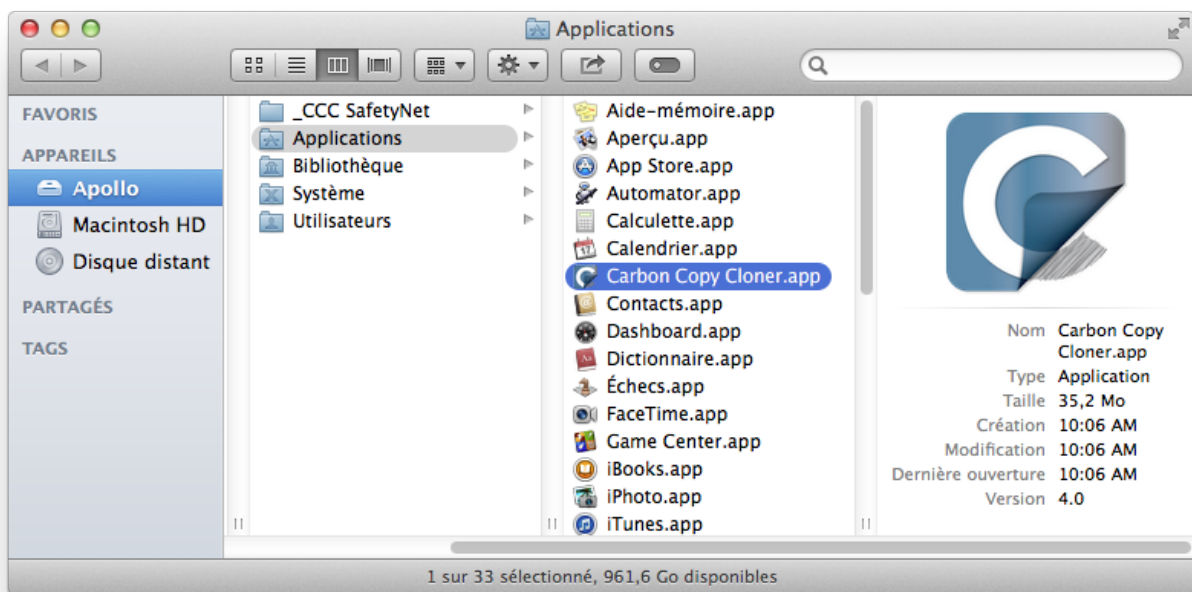 Applications
FAVORIS
APPAREILS
Apollo
Macintosh HD
Disque distant
PARTAGÉS
TAGS
_CCC SafetyNet
Applications
Bibliothèque
Système
Utilisateurs
Aide-mémoire.app
Aperçu.app
App Store.app
Automator.app
Calculette.app
Calendrier.app
Carbon Copy Cloner.app
Contacts.app
Dashboard.app
Dictionnaire.app
Échecs.app
FaceTime.app
Game Center.app
iBooks.app
iPhoto.app
iTunes.app
Nom Carbon Copy
Cloner.app
Type Application
Taille 35,2 Mo
Création 10:06 AM
Modification 10:06 AM
Dernière ouverture 10:06 AM
Version 4.0
1 sur 33 sélectionné, 961,6 Go disponibles